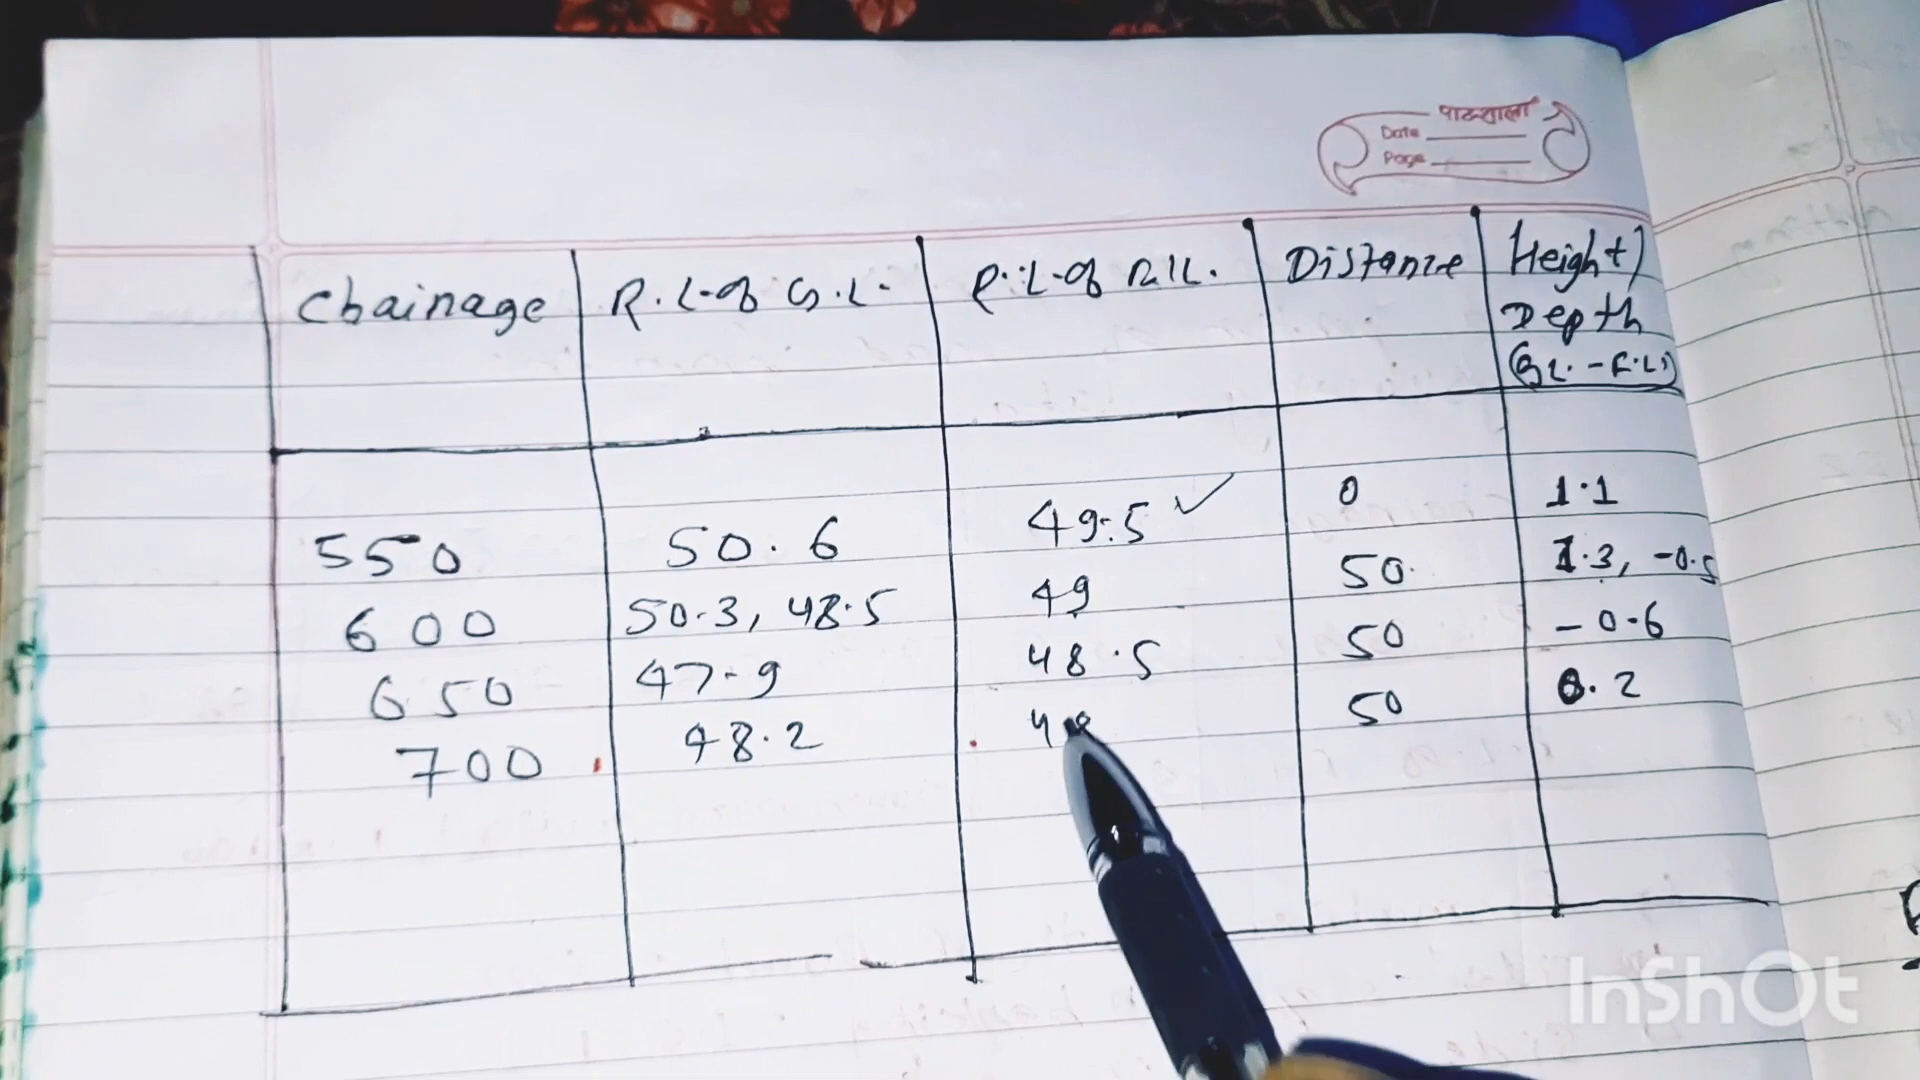 पाठशाला
Date
Page
Chainage R.L.of G.L. R.L.of F.L. Distance Height/
Depth
(G.L. - F.L.)
550 50.6 49.5 ✓ 0 1.1
600 50.3, 48.5 49 50 1.3, -0.5
650 47.9 48.5 50 -0.6
700 48.2 48 50 0.2
InShOt